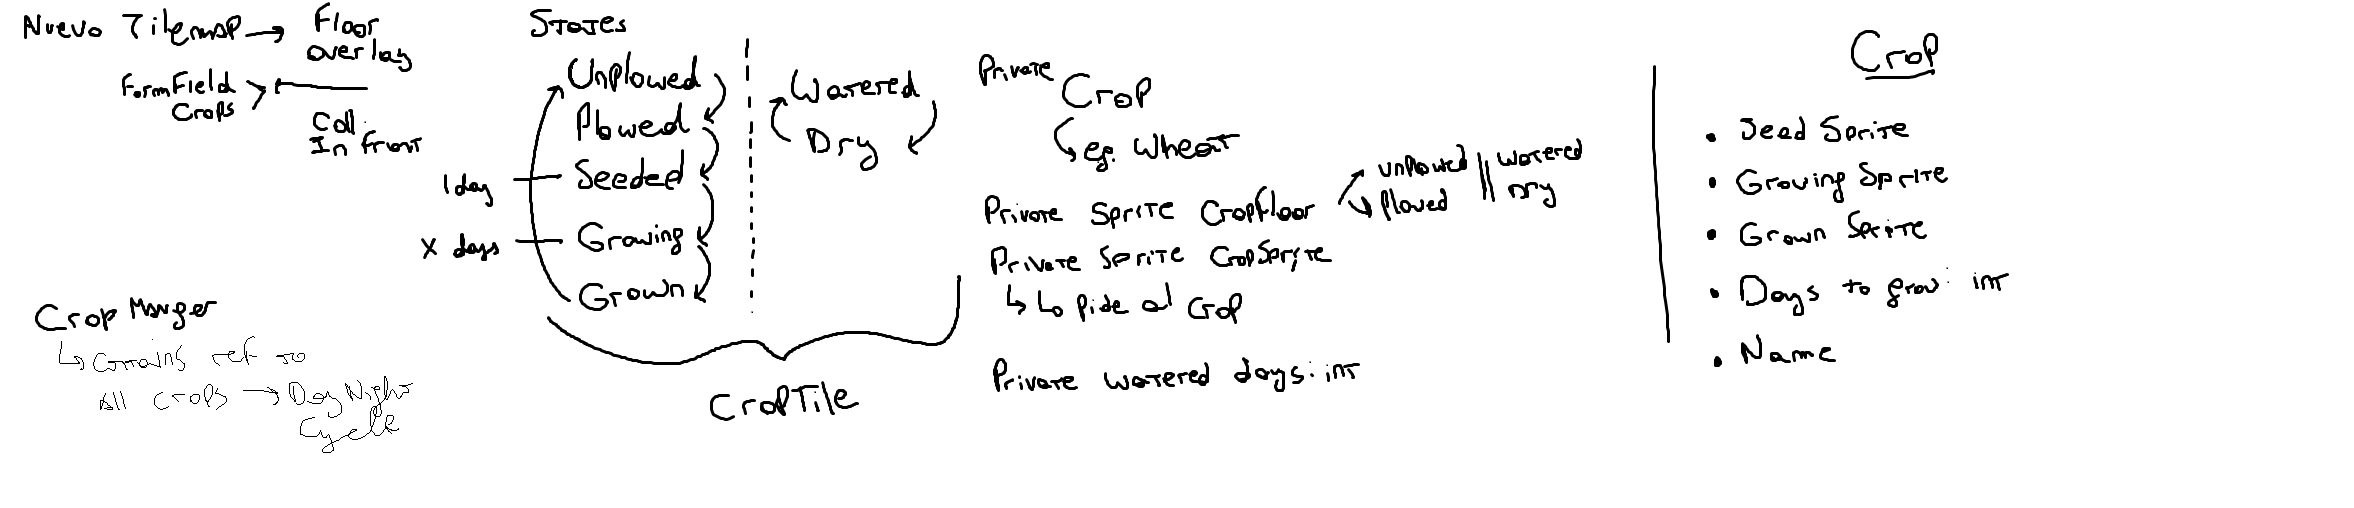 Nuevo Tilemap → Floor
overlay
FarmField
Crops
Coll.
In front
States
Unplowed
Plowed
Seeded
Growing
Grown
1 day
X days
Watered
Dry
CropTile
Crop Manger
↳ Contains ref to
All crops → DayNight
Cycle
Private Crop
↳ eg. Wheat
Private Sprite CropFloor
unplowed || watered
Plowed || Dry
Private Sprite CropSprite
↳ Lo pide al Crop
Private watered days: int
Crop
• Seed Sprite
• Growing Sprite
• Grown Sprite
• Days to grow: int
• Name